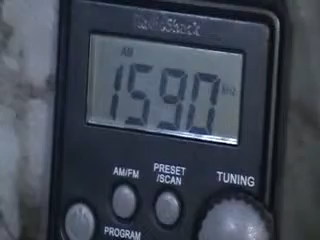 RadioShack
AM
1590
KHz
AM/FM
PRESET
/SCAN
TUNING
PROGRAM